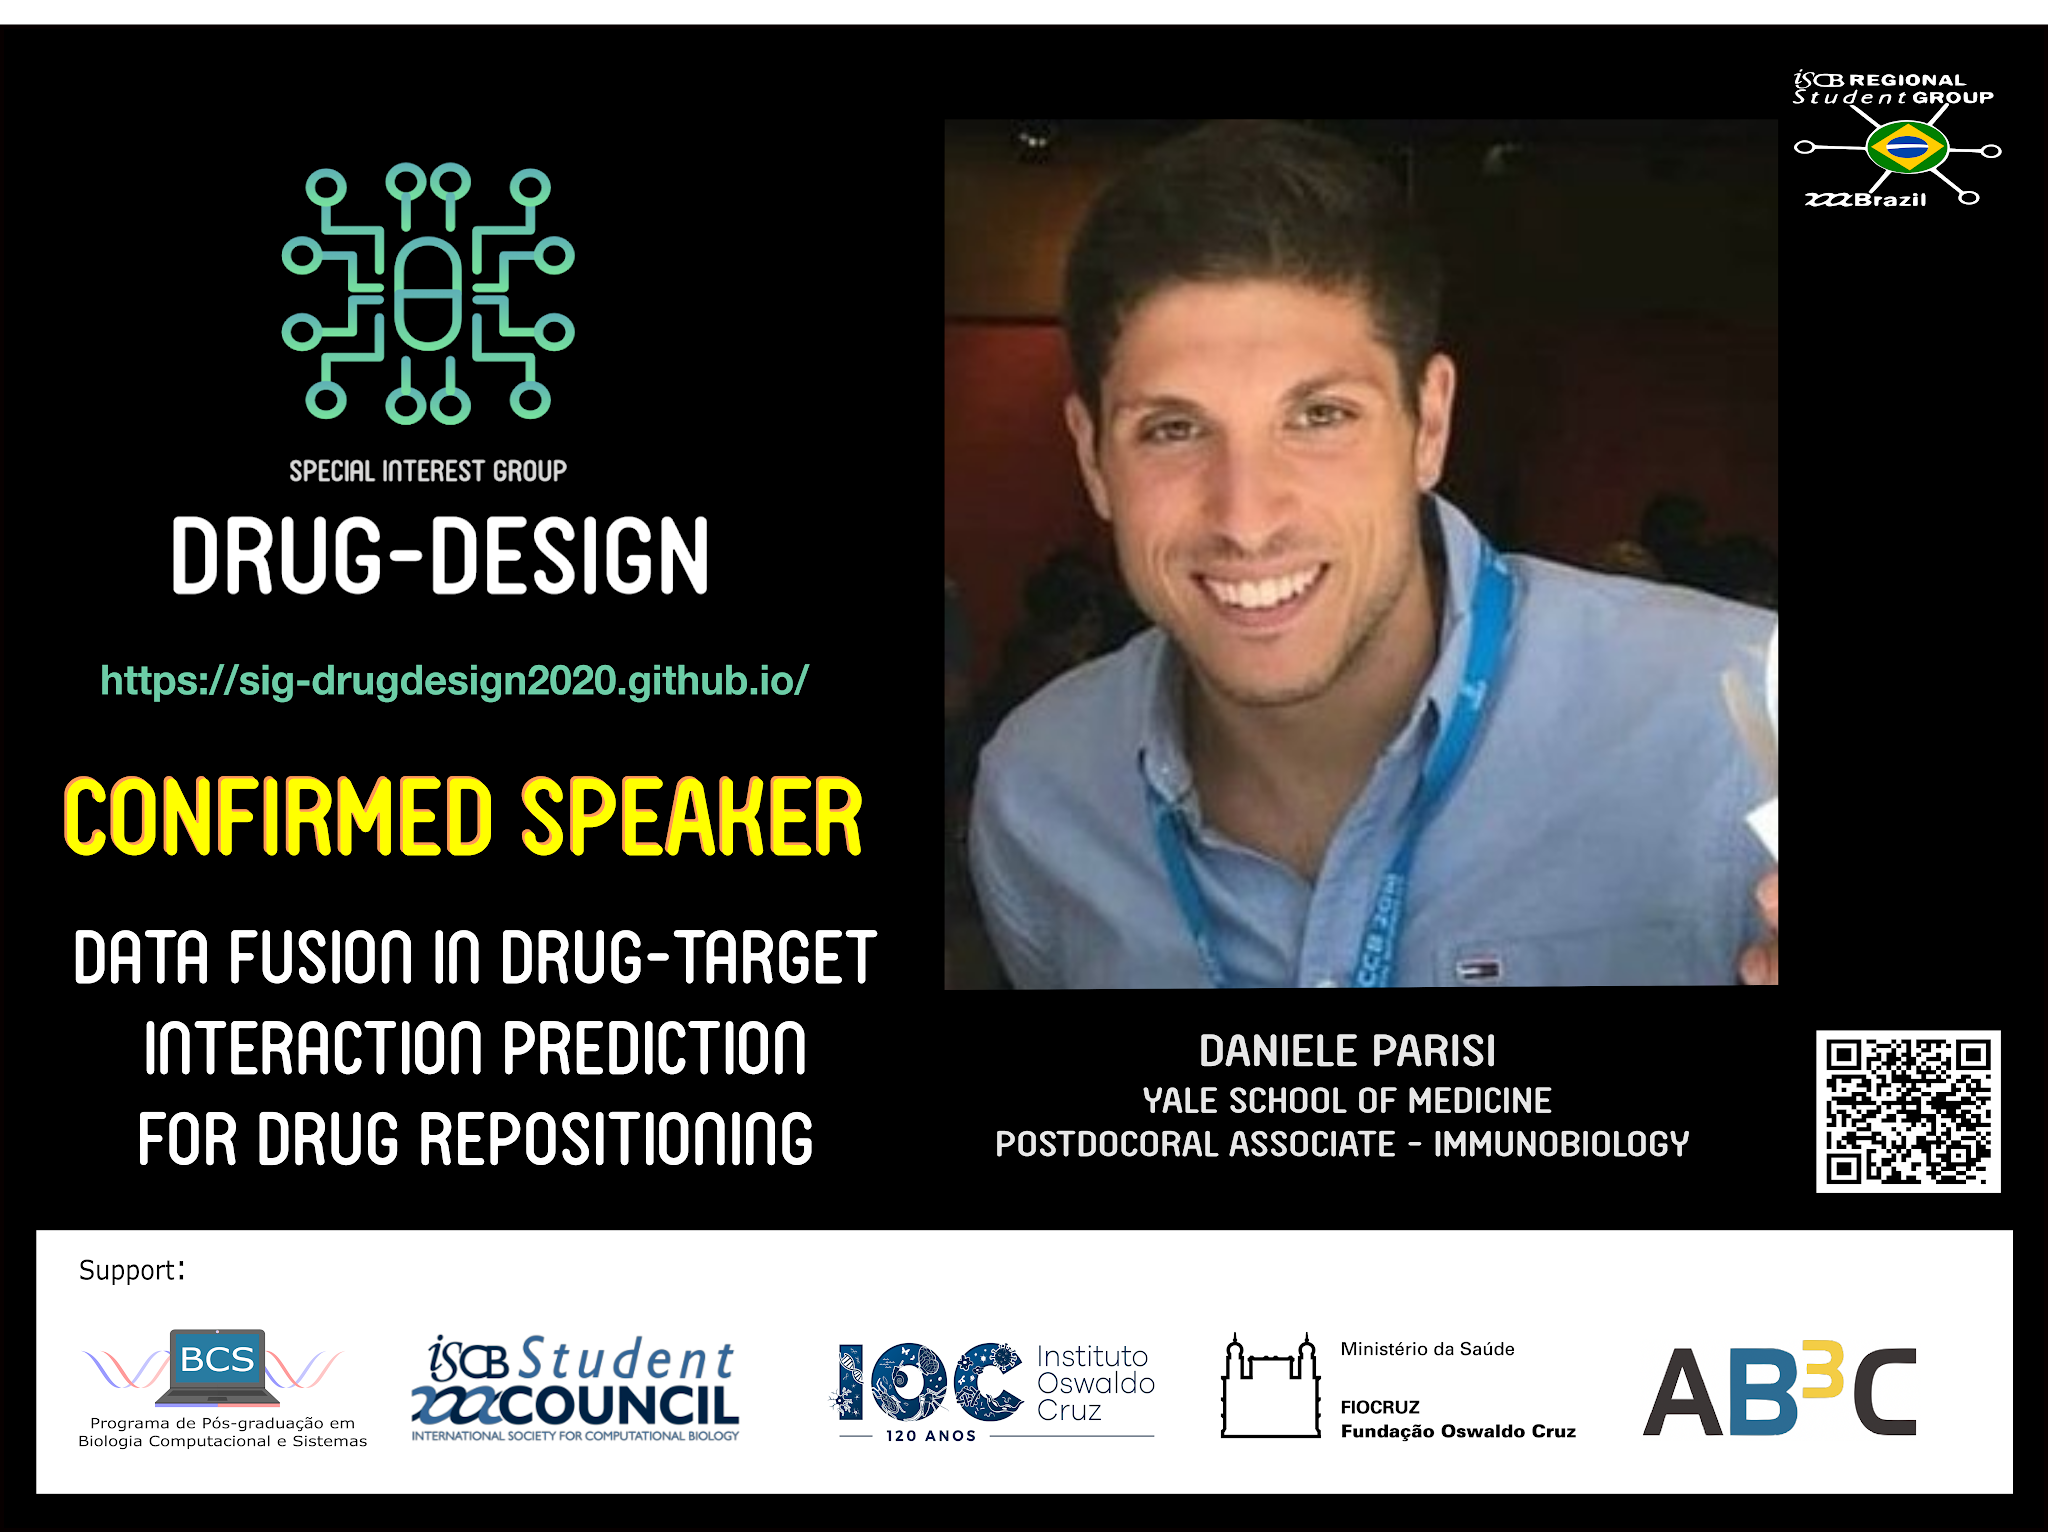 iSCB REGIONAL
Student GROUP
Brazil
SPECIAL INTEREST GROUP
DRUG-DESIGN
https://sig-drugdesign2020.github.io/
CONFIRMED SPEAKER
DATA FUSION IN DRUG-TARGET
INTERACTION PREDICTION
FOR DRUG REPOSITIONING
DANIELE PARISI
YALE SCHOOL OF MEDICINE
POSTDOCORAL ASSOCIATE - IMMUNOBIOLOGY
Support:
BCS
Programa de Pós-graduação em
Biologia Computacional e Sistemas
iSCB Student
COUNCIL
INTERNATIONAL SOCIETY FOR COMPUTATIONAL BIOLOGY
IOC
Instituto
Oswaldo
Cruz
120 ANOS
Ministério da Saúde
FIOCRUZ
Fundação Oswaldo Cruz
AB3C